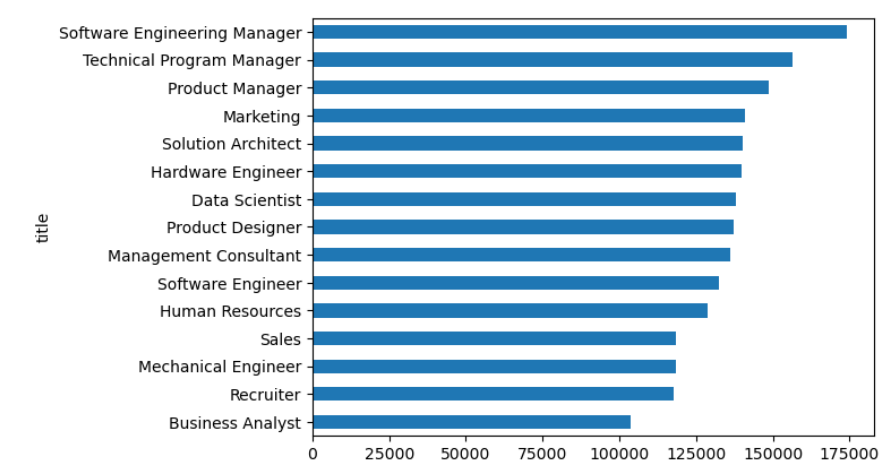 Software Engineering Manager
Technical Program Manager
Product Manager
Marketing
Solution Architect
Hardware Engineer
Data Scientist
Product Designer
Management Consultant
Software Engineer
Human Resources
Sales
Mechanical Engineer
Recruiter
Business Analyst
title
0 25000 50000 75000 100000 125000 150000 175000